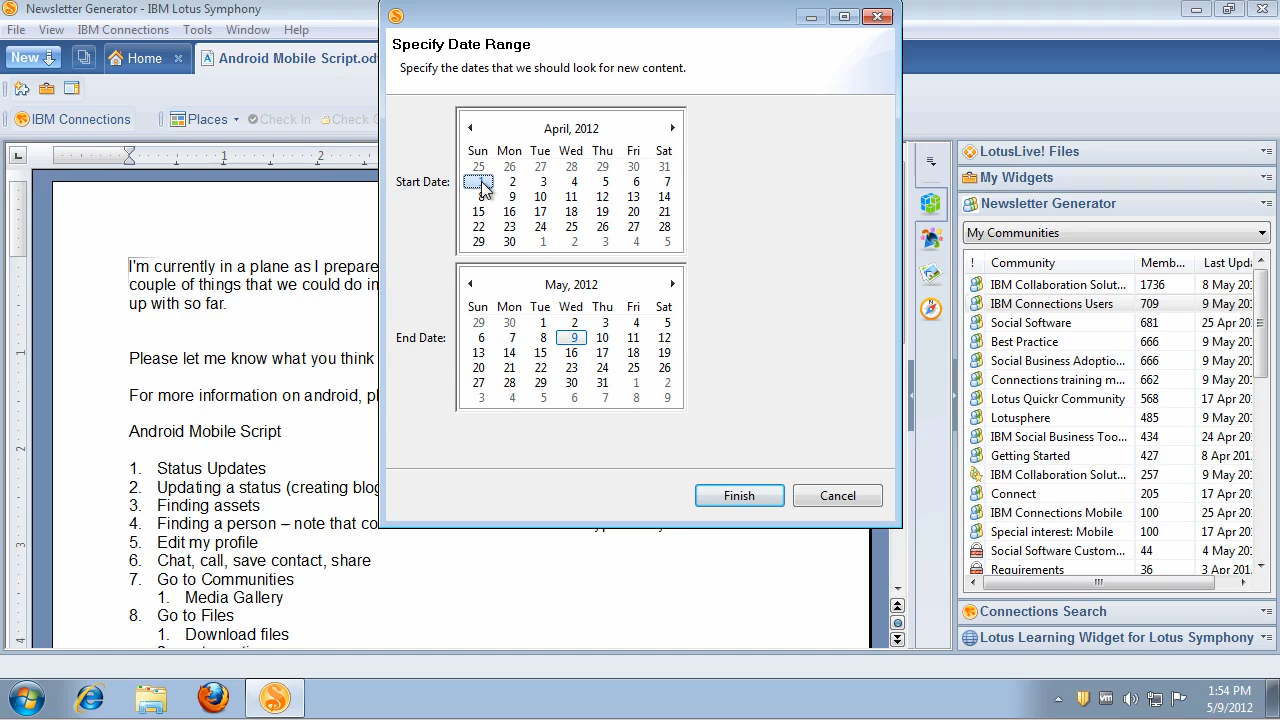 Newsletter Generator - IBM Lotus Symphony
File View IBM Connections Tools Window Help
New Home Android Mobile Script.od
IBM Connections Places Check In Check
1 2 3 4
Specify Date Range
Specify the dates that we should look for new content.
Start Date:
April, 2012
Sun Mon Tue Wed Thu Fri Sat
25 26 27 28 29 30 31
2 3 4 5 6 7
8 9 10 11 12 13 14
15 16 17 18 19 20 21
22 23 24 25 26 27 28
29 30 1 2 3 4 5
End Date:
May, 2012
Sun Mon Tue Wed Thu Fri Sat
29 30 1 2 3 4 5
6 7 8 9 10 11 12
13 14 15 16 17 18 19
20 21 22 23 24 25 26
27 28 29 30 31 1 2
3 4 5 6 7 8 9
Finish Cancel
I'm currently in a plane as I prepare
couple of things that we could do in
up with so far.
Please let me know what you think
For more information on android, pl
Android Mobile Script
1. Status Updates
2. Updating a status (creating blog
3. Finding assets
4. Finding a person – note that co
5. Edit my profile
6. Chat, call, save contact, share
7. Go to Communities
1. Media Gallery
8. Go to Files
1. Download files
1
2
3
4
LotusLive! Files
My Widgets
Newsletter Generator
My Communities
! Community Memb... Last Upda
IBM Collaboration Solut... 1736 8 May 201
IBM Connections Users 709 9 May 201
Social Software 681 25 Apr 20
Best Practice 666 9 May 201
Social Business Adoptio... 666 9 May 201
Connections training m... 662 9 May 201
Lotus Quickr Community 568 17 Apr 20
Lotusphere 485 9 May 201
IBM Social Business Too... 434 24 Apr 20
Getting Started 427 8 Apr 201
IBM Collaboration Solut... 257 9 May 201
Connect 205 17 Apr 20
IBM Connections Mobile 100 25 Apr 20
Special interest: Mobile 100 17 Apr 20
Social Software Custom... 44 4 May 201
Requirements 36 3 Apr 201
Connections Search
Lotus Learning Widget for Lotus Symphony
1:54 PM
5/9/2012